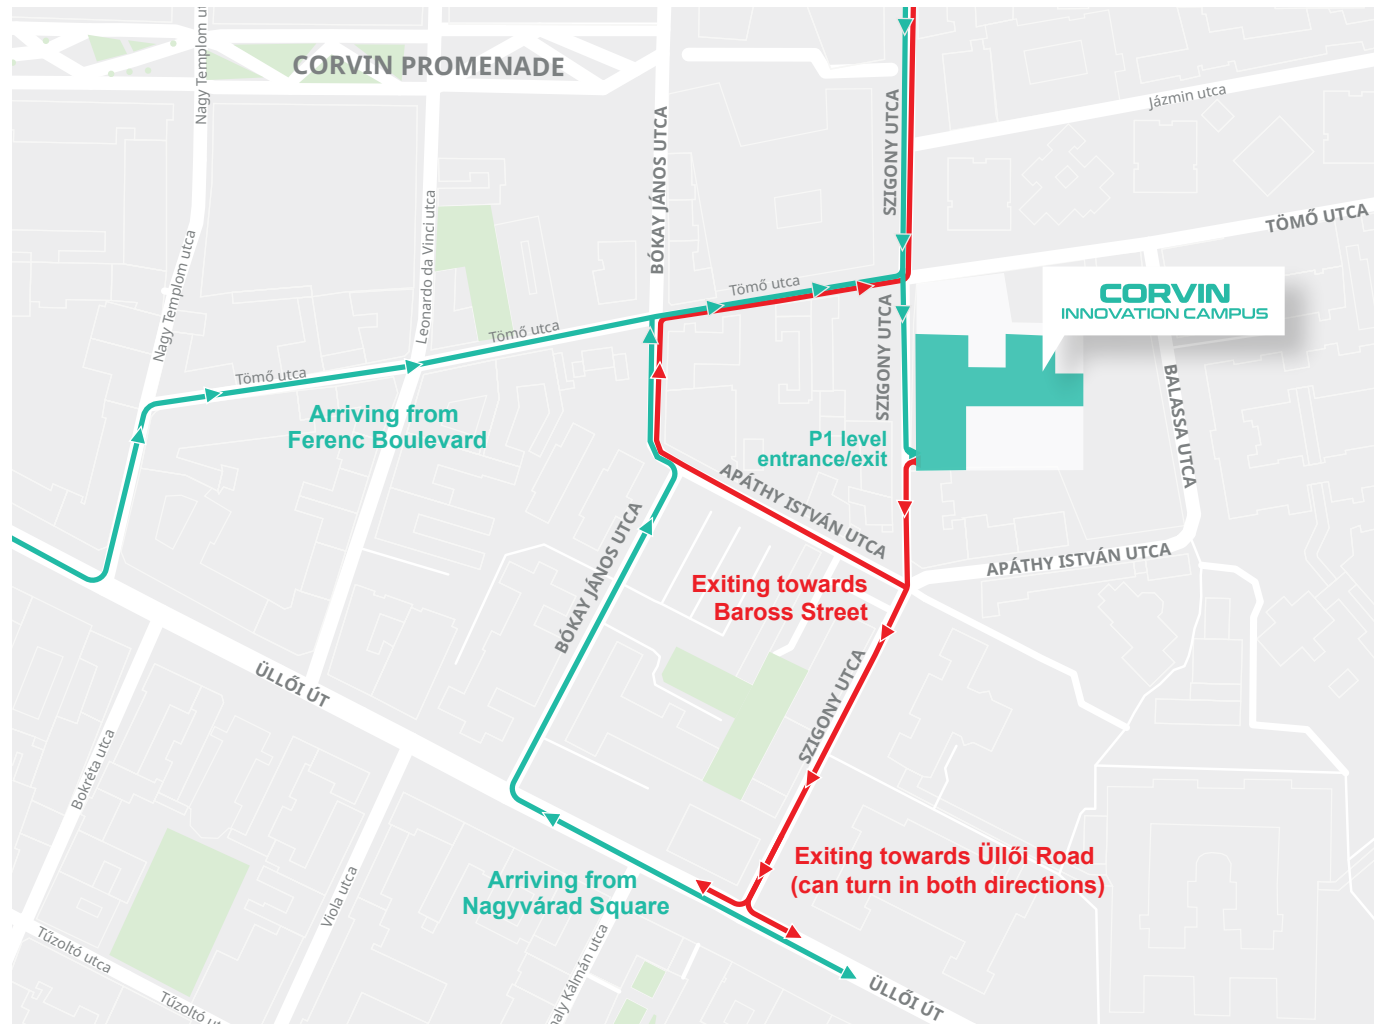 Nagy Templom
CORVIN PROMENADE
Jázmin utca
SZIGONY UTCA
BÓKAY JÁNOS UTCA
Leonardo da Vinci utca
Nagy Templom utca
TÖMŐ UTCA
Tömő utca
Tömő utca
Tömő utca
CORVIN
INNOVATION CAMPUS
SZIGONY UTCA
BALASSA UTCA
Arriving from
Ferenc Boulevard
P1 level
entrance/exit
APÁTHY ISTVÁN UTCA
BÓKAY JÁNOS UTCA
APÁTHY ISTVÁN UTCA
Exiting towards
Baross Street
ÜLLŐI ÚT
SZIGONY UTCA
Bokréta utca
Exiting towards Üllői Road
(can turn in both directions)
Arriving from
Nagyvárad Square
Viola utca
Kálmán utca
Tűzoltó utca
Tűzoltó
ÜLLŐI ÚT